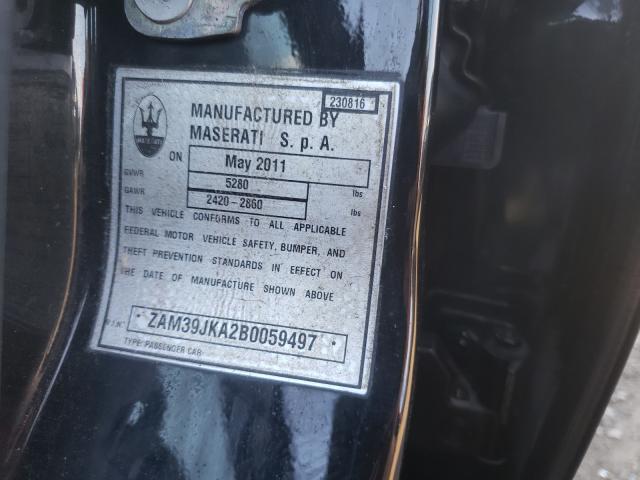 230816
MANUFACTURED BY
MASERATI S. p A.
MASERATI
ON May 2011
GVWR 5280 lbs
GAWR 2420-2860 lbs
THIS VEHICLE CONFORMS TO ALL APPLICABLE
FEDERAL MOTOR VEHICLE SAFETY, BUMPER, AND
THEFT PREVENTION STANDARDS IN EFFECT ON
THE DATE OF MANUFACTURE SHOWN ABOVE
V.I.N° · ZAM39JKA2B0059497 ·
TYPE: PASSENGER CAR